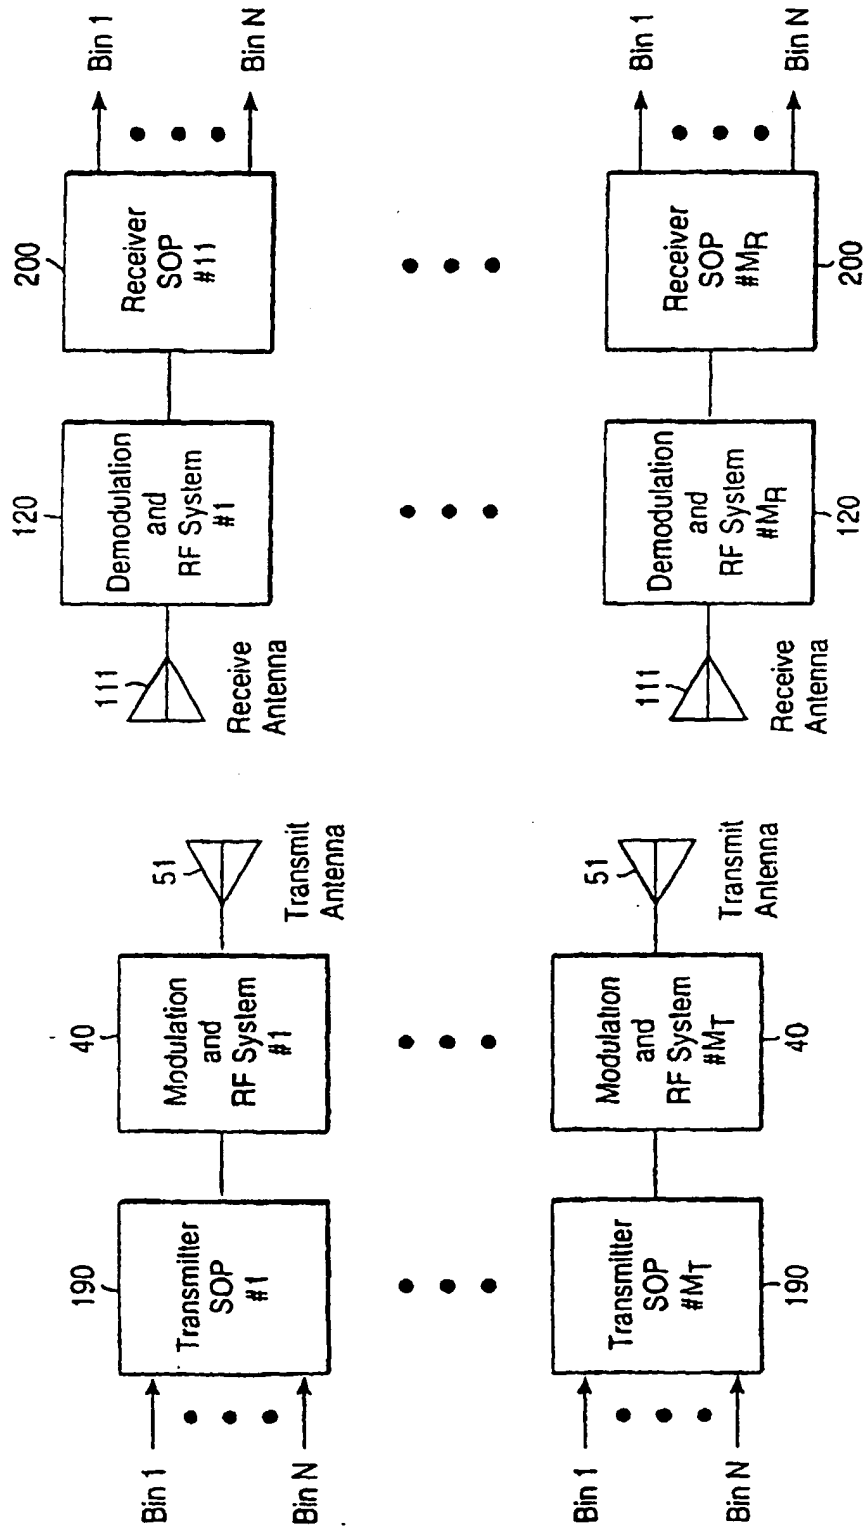 190
40
51
111
120
200
Bin 1
Bin N
Transmitter
SOP
#1
Modulation
and
RF System
#1
Transmit
Antenna
Receive
Antenna
Demodulation
and
RF System
#1
Receiver
SOP
#11
Bin 1
Bin N
Bin 1
Bin N
Transmitter
SOP
#MT
190
Modulation
and
RF System
#MT
40
51
Transmit
Antenna
111
Receive
Antenna
Demodulation
and
RF System
#MR
120
Receiver
SOP
#MR
200
Bin 1
Bin N